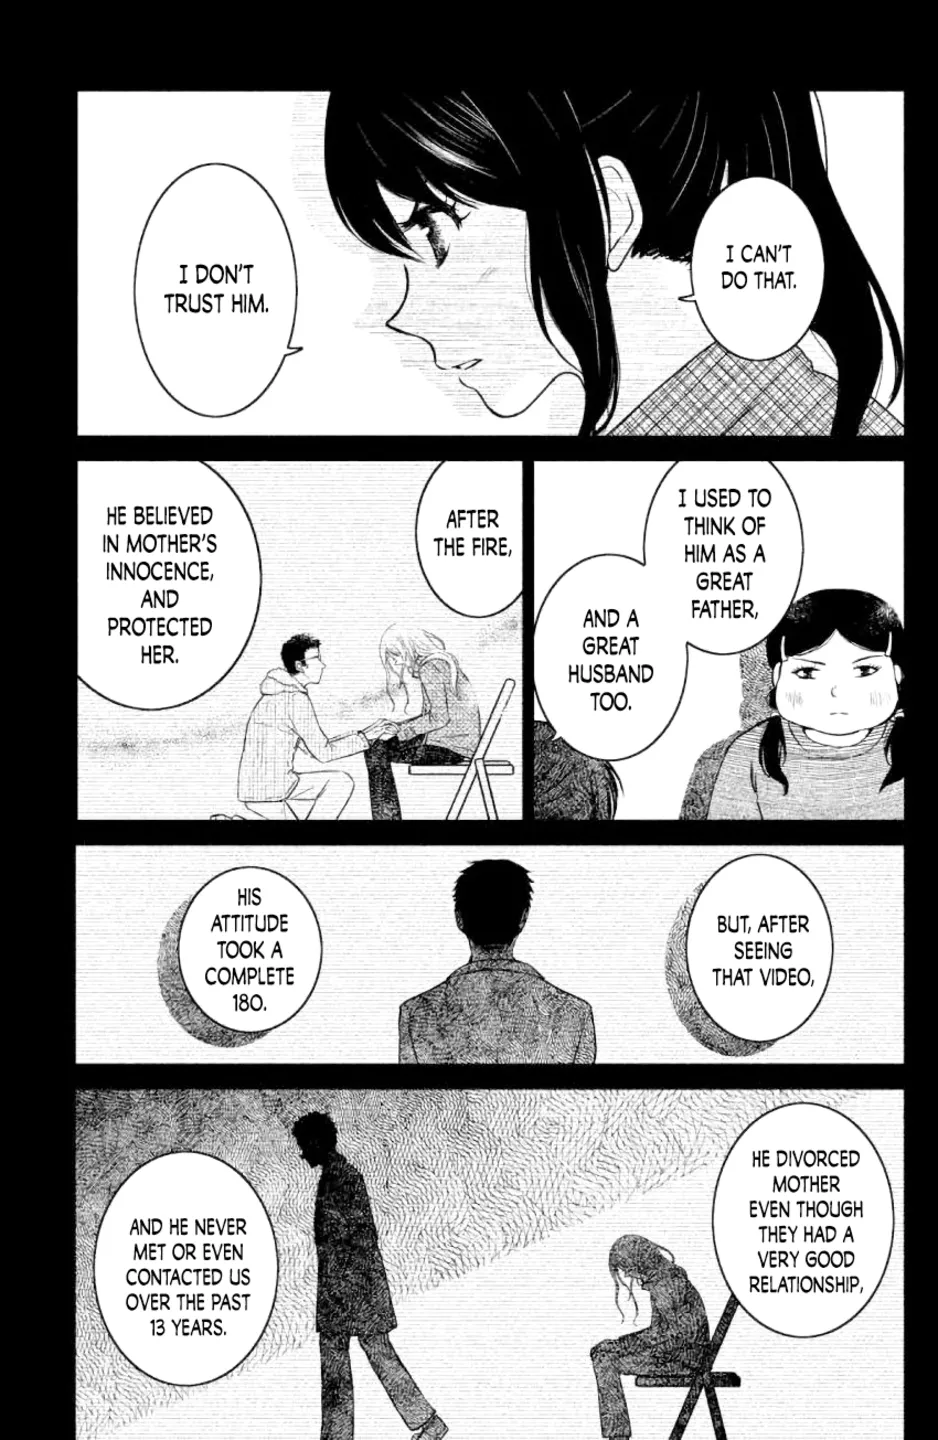 I CAN'T
DO THAT.
I DON'T
TRUST HIM.
I USED TO
THINK OF
HIM AS A
GREAT
FATHER,
AND A
GREAT
HUSBAND
TOO.
AFTER
THE FIRE,
HE BELIEVED
IN MOTHER'S
INNOCENCE,
AND
PROTECTED
HER.
BUT, AFTER
SEEING
THAT VIDEO,
HIS
ATTITUDE
TOOK A
COMPLETE
180.
HE DIVORCED
MOTHER
EVEN THOUGH
THEY HAD A
VERY GOOD
RELATIONSHIP,
AND HE NEVER
MET OR EVEN
CONTACTED US
OVER THE PAST
13 YEARS.